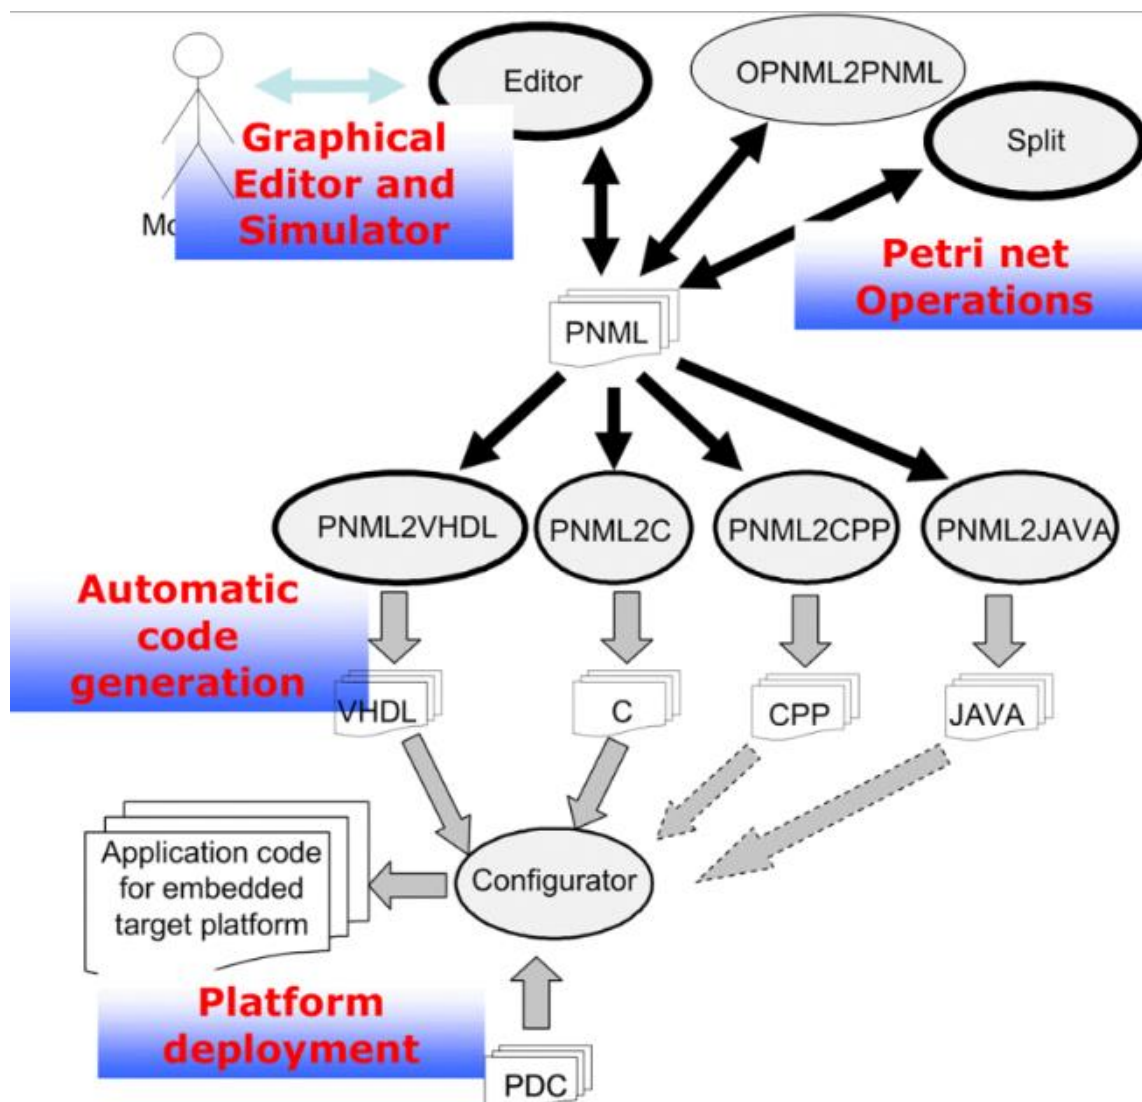 Editor
OPNML2PNML
Split
Graphical
Editor and
Simulator
Petri net
Operations
PNML
PNML2VHDL
PNML2C
PNML2CPP
PNML2JAVA
Automatic
code
generation
VHDL
C
CPP
JAVA
Application code
for embedded
target platform
Configurator
Platform
deployment
PDC